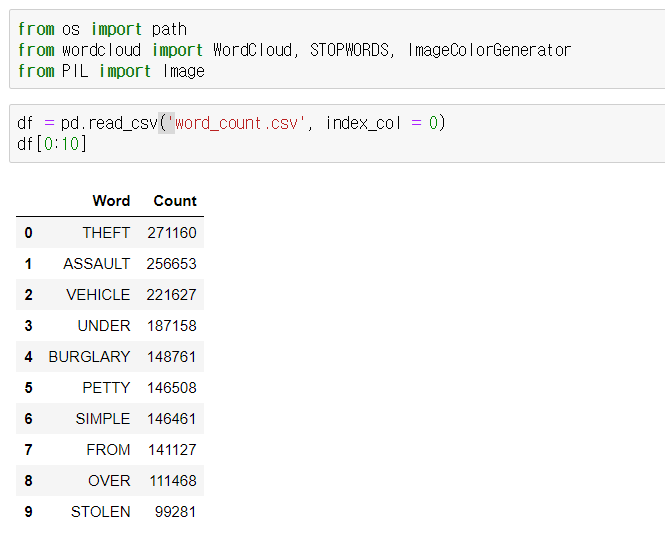 from os import path
from wordcloud import WordCloud, STOPWORDS, ImageColorGenerator
from PIL import Image
df = pd.read_csv('word_count.csv', index_col = 0)
df[0:10]
Word Count
0 THEFT 271160
1 ASSAULT 256653
2 VEHICLE 221627
3 UNDER 187158
4 BURGLARY 148761
5 PETTY 146508
6 SIMPLE 146461
7 FROM 141127
8 OVER 111468
9 STOLEN 99281